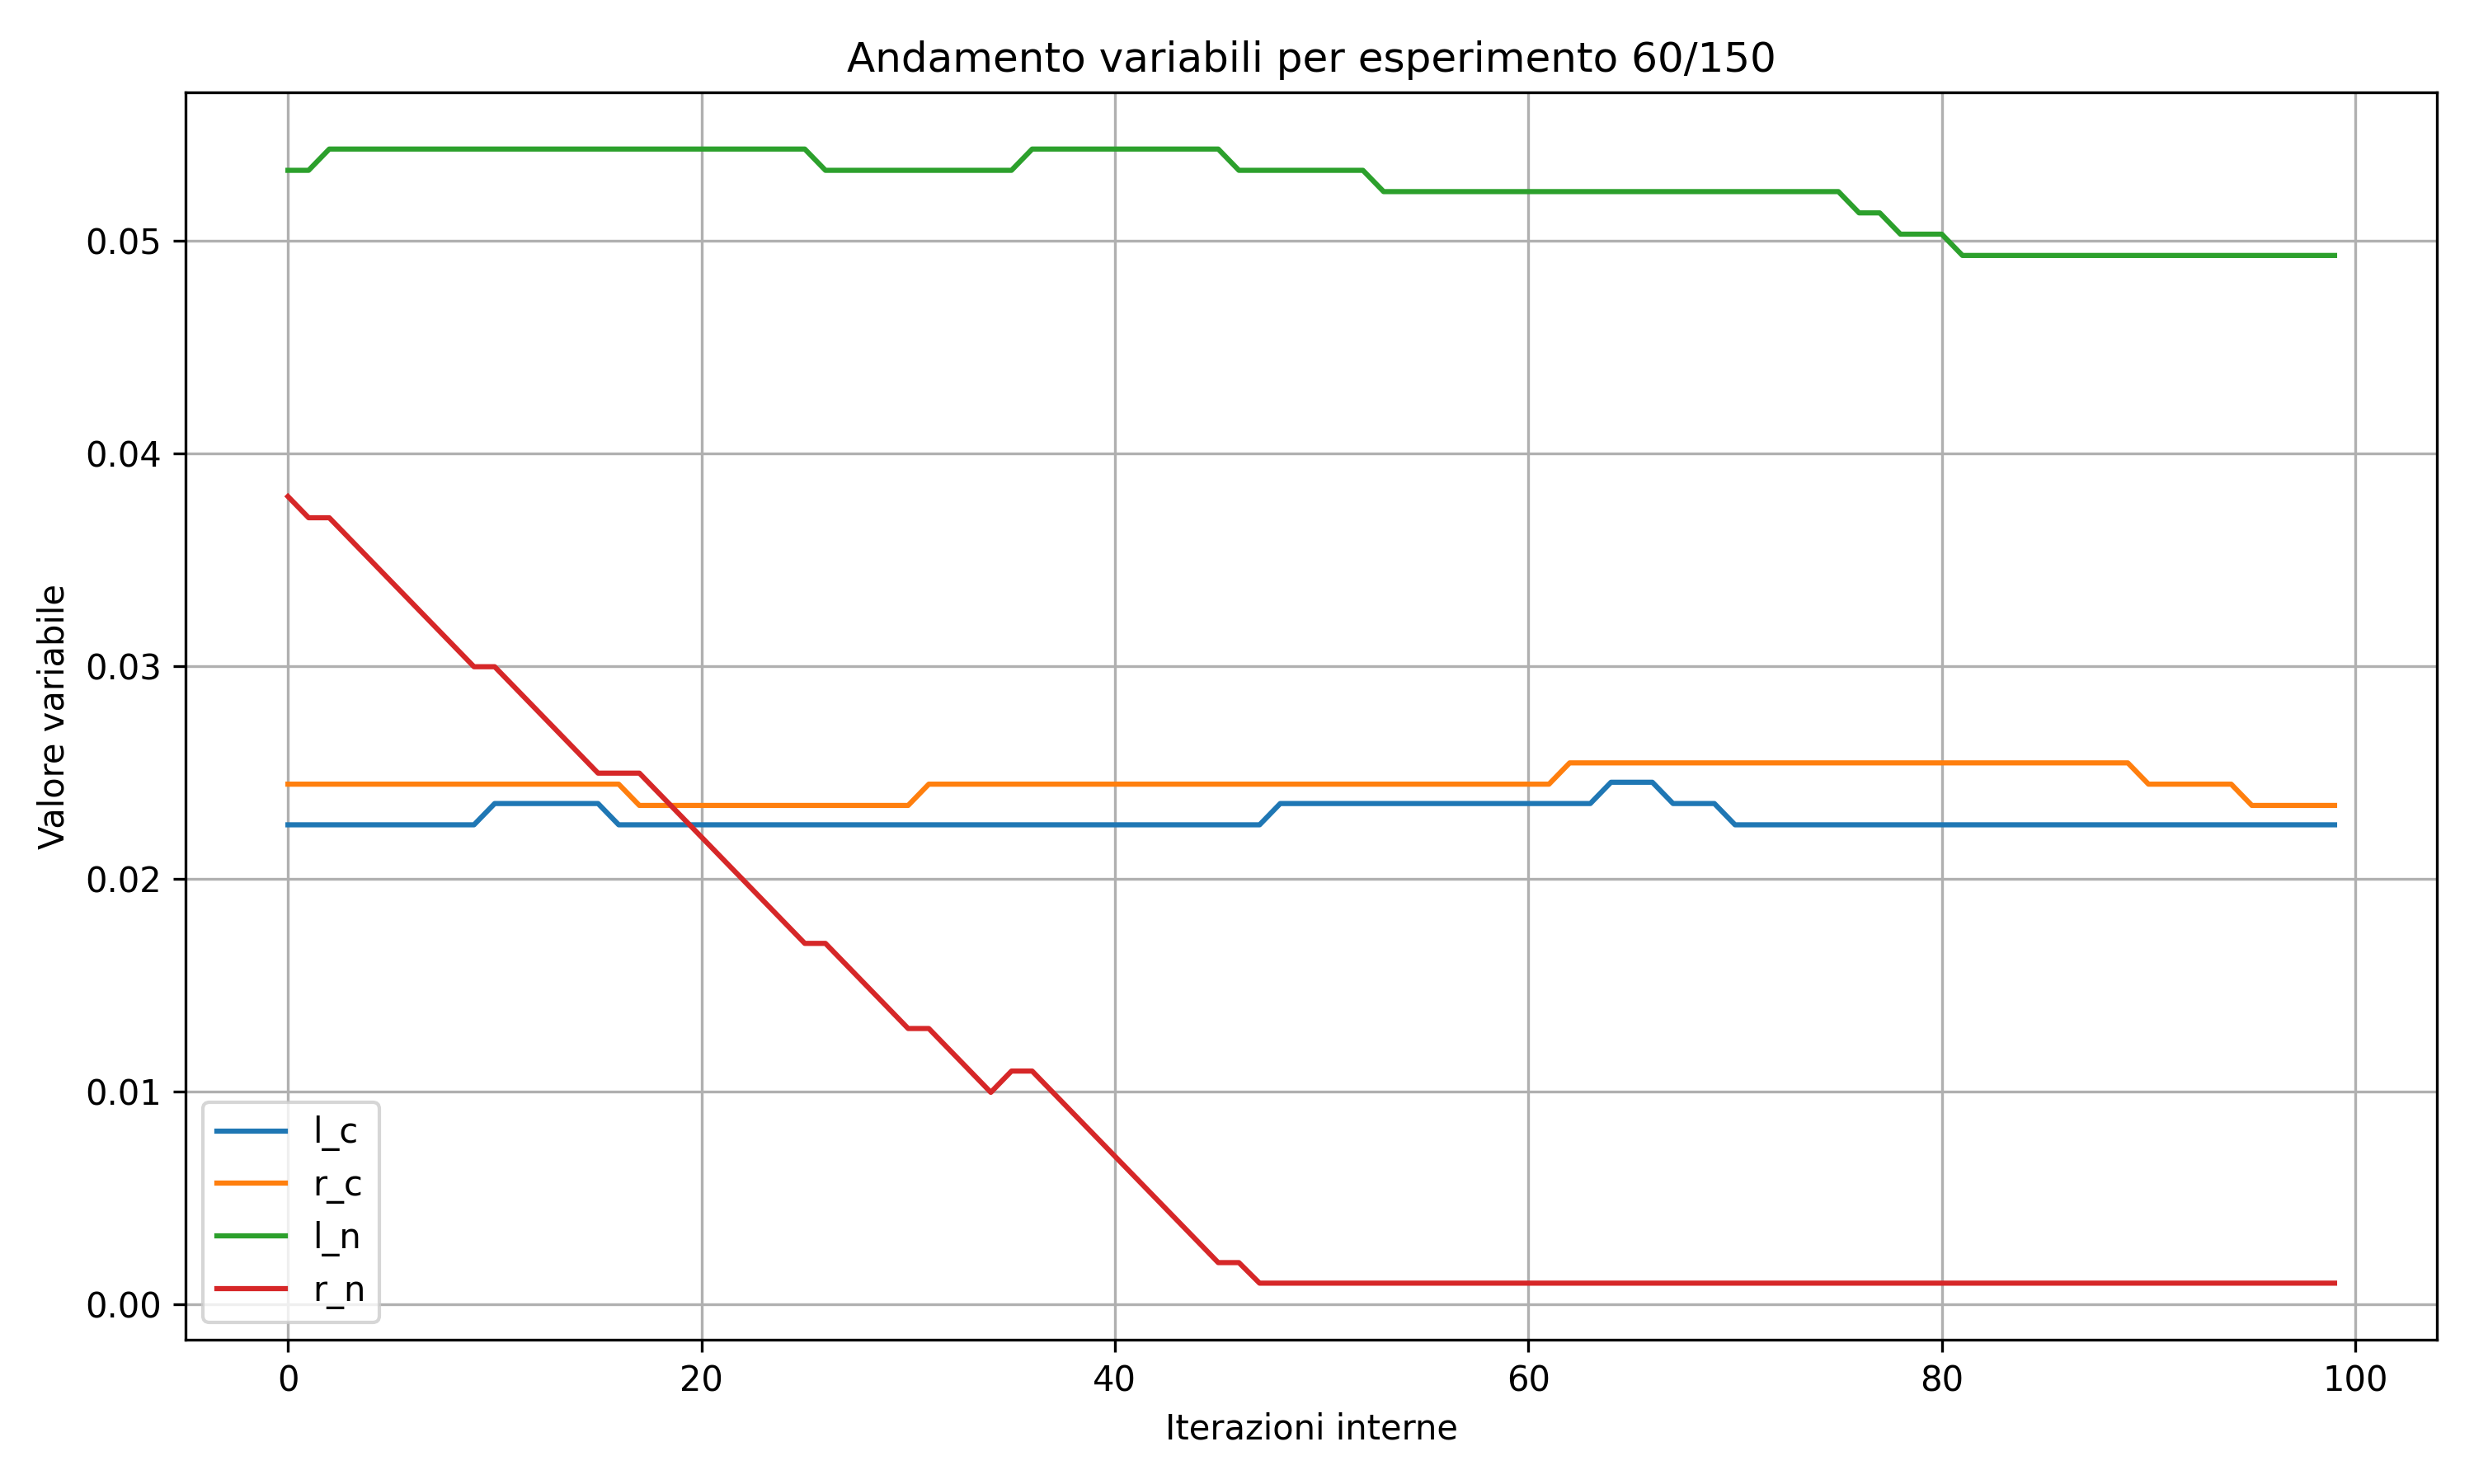 Andamento variabili per esperimento 60/150
Valore variabile
0.05
0.04
0.03
0.02
0.01
0.00
l_c
r_c
l_n
r_n
0 20 40 60 80 100
Iterazioni interne